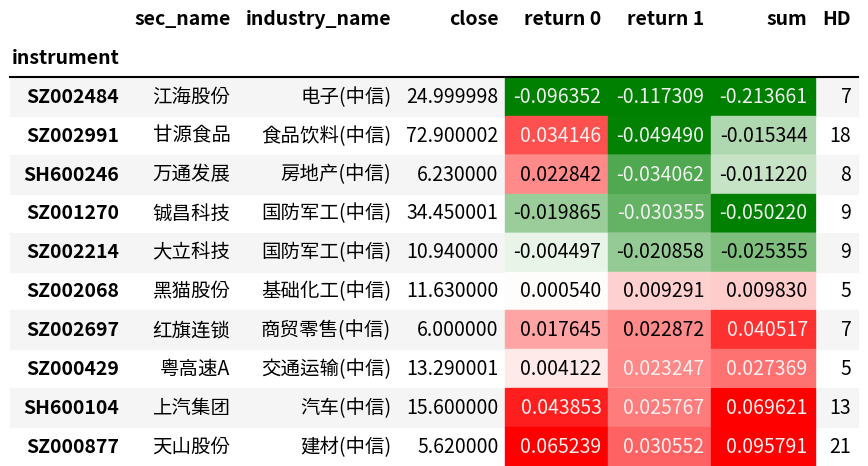 sec_name industry_name close return 0 return 1 sum HD
instrument
SZ002484 江海股份 电子(中信) 24.999998 -0.096352 -0.117309 -0.213661 7
SZ002991 甘源食品 食品饮料(中信) 72.900002 0.034146 -0.049490 -0.015344 18
SH600246 万通发展 房地产(中信) 6.230000 0.022842 -0.034062 -0.011220 8
SZ001270 铖昌科技 国防军工(中信) 34.450001 -0.019865 -0.030355 -0.050220 9
SZ002214 大立科技 国防军工(中信) 10.940000 -0.004497 -0.020858 -0.025355 9
SZ002068 黑猫股份 基础化工(中信) 11.630000 0.000540 0.009291 0.009830 5
SZ002697 红旗连锁 商贸零售(中信) 6.000000 0.017645 0.022872 0.040517 7
SZ000429 粤高速A 交通运输(中信) 13.290001 0.004122 0.023247 0.027369 5
SH600104 上汽集团 汽车(中信) 15.600000 0.043853 0.025767 0.069621 13
SZ000877 天山股份 建材(中信) 5.620000 0.065239 0.030552 0.095791 21